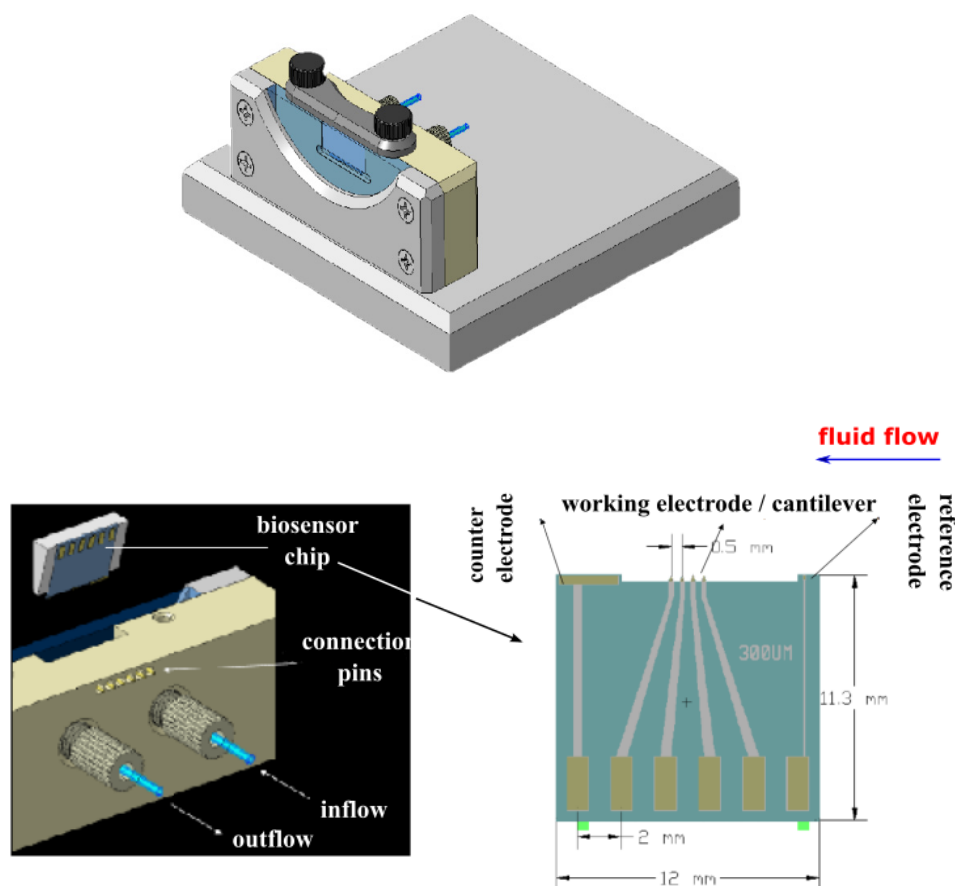 fluid flow
biosensor
chip
connection
pins
inflow
outflow
counter
electrode
working electrode / cantilever
reference
electrode
0.5 mm
300UM
11.3 mm
2 mm
12 mm